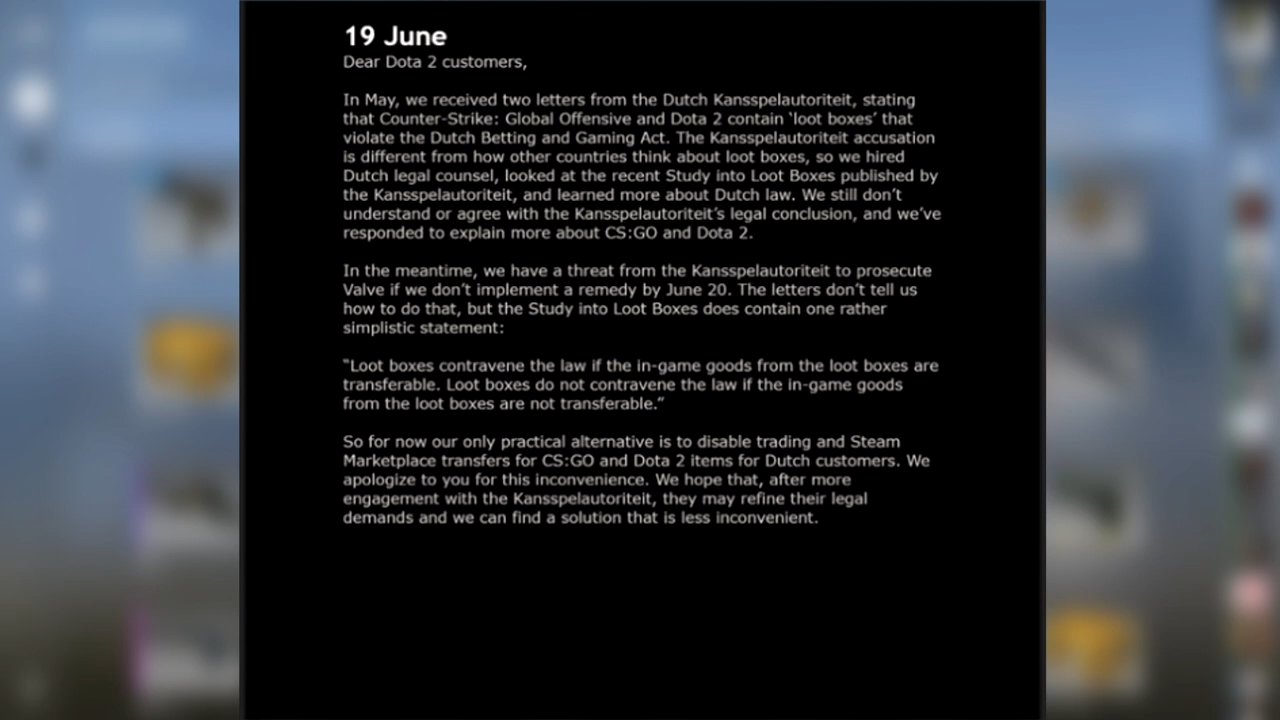 19 June
Dear Dota 2 customers,
In May, we received two letters from the Dutch Kansspelautoriteit, stating
that Counter-Strike: Global Offensive and Dota 2 contain ‘loot boxes’ that
violate the Dutch Betting and Gaming Act. The Kansspelautoriteit accusation
is different from how other countries think about loot boxes, so we hired
Dutch legal counsel, looked at the recent Study into Loot Boxes published by
the Kansspelautoriteit, and learned more about Dutch law. We still don’t
understand or agree with the Kansspelautoriteit’s legal conclusion, and we’ve
responded to explain more about CS:GO and Dota 2.
In the meantime, we have a threat from the Kansspelautoriteit to prosecute
Valve if we don’t implement a remedy by June 20. The letters don’t tell us
how to do that, but the Study into Loot Boxes does contain one rather
simplistic statement:
“Loot boxes contravene the law if the in-game goods from the loot boxes are
transferable. Loot boxes do not contravene the law if the in-game goods
from the loot boxes are not transferable.”
So for now our only practical alternative is to disable trading and Steam
Marketplace transfers for CS:GO and Dota 2 items for Dutch customers. We
apologize to you for this inconvenience. We hope that, after more
engagement with the Kansspelautoriteit, they may refine their legal
demands and we can find a solution that is less inconvenient.